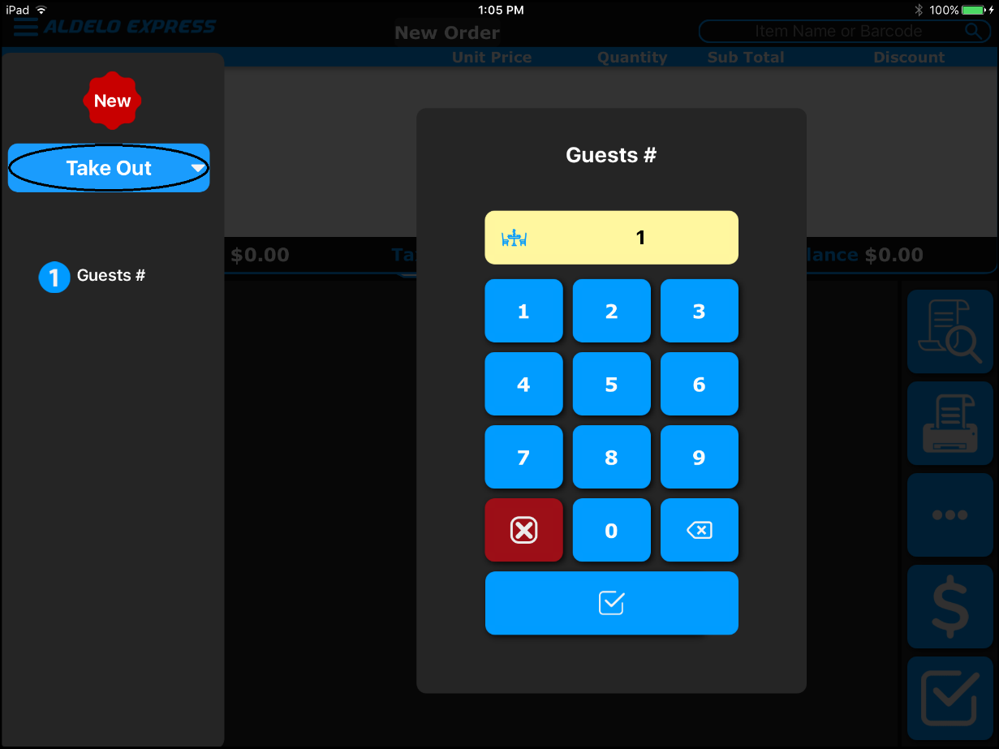 iPad 1:05 PM 100%
ALDELO EXPRESS New Order Item Name or Barcode
Unit Price Quantity Sub Total Discount
New
Take Out
Guests #
1
$0.00 Ta lance $0.00
1 Guests #
1 2 3
4 5 6
7 8 9
0
$